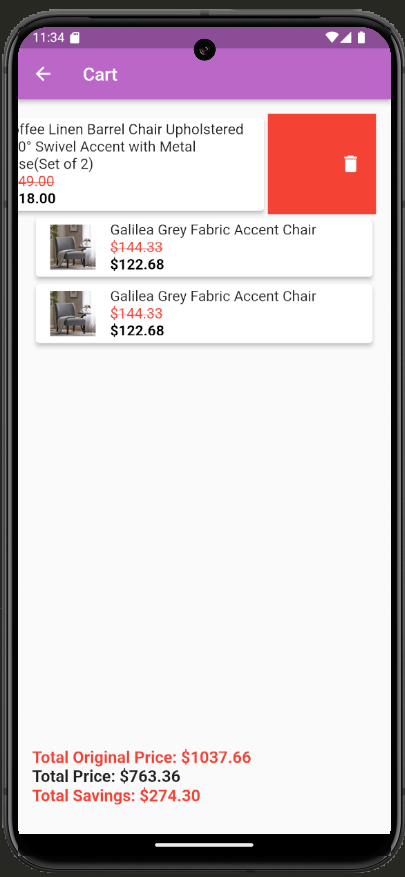 11:34
Cart
ffee Linen Barrel Chair Upholstered
0° Swivel Accent with Metal
se(Set of 2)
49.00
18.00
Galilea Grey Fabric Accent Chair
$144.33
$122.68
Galilea Grey Fabric Accent Chair
$144.33
$122.68
Total Original Price: $1037.66
Total Price: $763.36
Total Savings: $274.30